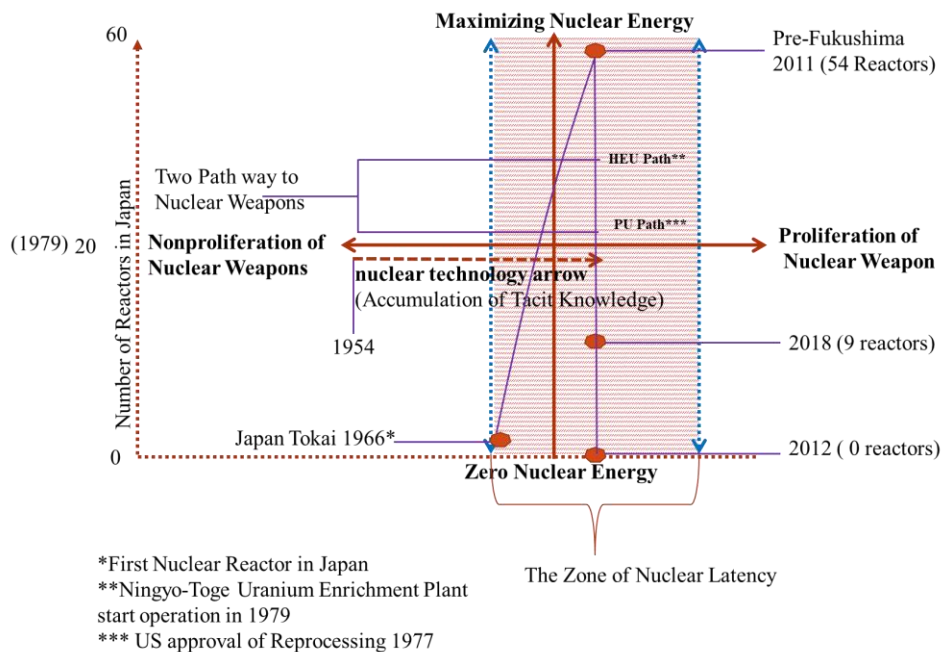 Maximizing Nuclear Energy
60
Pre-Fukushima
2011 (54 Reactors)
HEU Path**
Two Path way to
Nuclear Weapons
PU Path***
Number of Reactors in Japan
(1979) 20
Nonproliferation of
Nuclear Weapons
Proliferation of
Nuclear Weapon
nuclear technology arrow
(Accumulation of Tacit Knowledge)
1954
2018 (9 reactors)
Japan Tokai 1966*
2012 ( 0 reactors)
0
Zero Nuclear Energy
The Zone of Nuclear Latency
*First Nuclear Reactor in Japan
**Ningyo-Toge Uranium Enrichment Plant
start operation in 1979
*** US approval of Reprocessing 1977